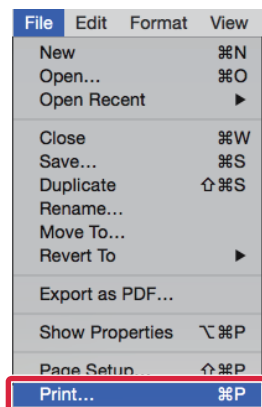 File Edit Format View
New ⌘N
Open... ⌘O
Open Recent ▶
Close ⌘W
Save... ⌘S
Duplicate ⇧⌘S
Rename...
Move To...
Revert To ▶
Export as PDF...
Show Properties ⌥⌘P
Page Setup... ⇧⌘P
Print... ⌘P